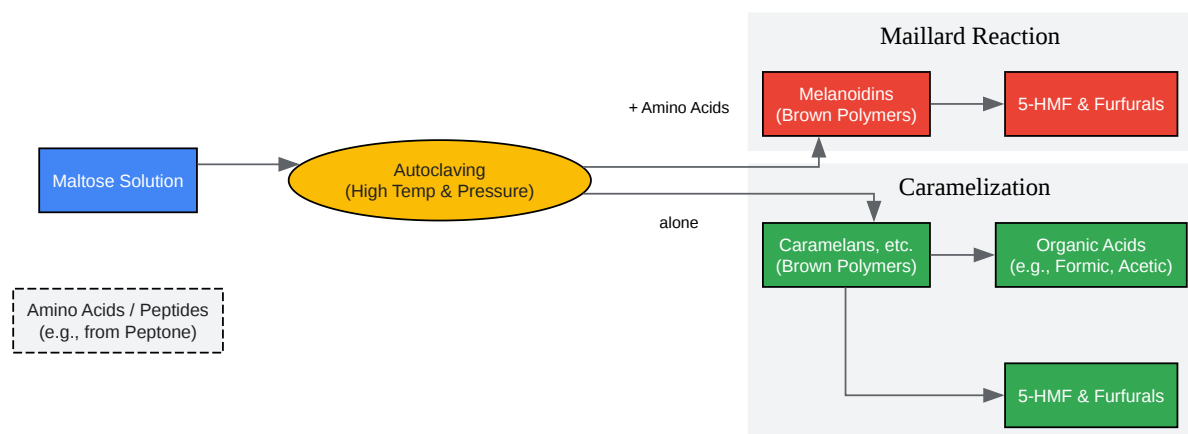 Maillard Reaction
Melanoidins
(Brown Polymers)
5-HMF & Furfurals
+ Amino Acids
Maltose Solution
Autoclaving
(High Temp & Pressure)
alone
Caramelization
Caramelans, etc.
(Brown Polymers)
Organic Acids
(e.g., Formic, Acetic)
Amino Acids / Peptides
(e.g., from Peptone)
5-HMF & Furfurals